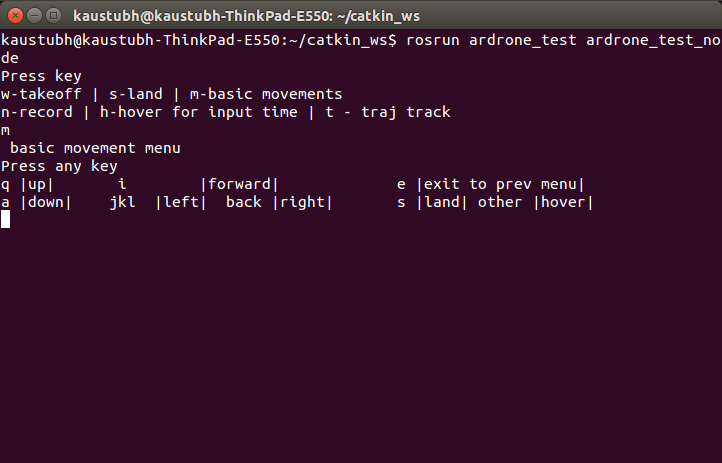 kaustubh@kaustubh-ThinkPad-E550: ~/catkin_ws
kaustubh@kaustubh-ThinkPad-E550:~/catkin_ws$ rosrun ardrone_test ardrone_test_no
de
Press key
w-takeoff | s-land | m-basic movements
n-record | h-hover for input time | t - traj track
m
 basic movement menu
Press any key
q |up|       i        |forward|             e |exit to prev menu|
a |down|    jkl  |left|  back |right|       s |land| other |hover|